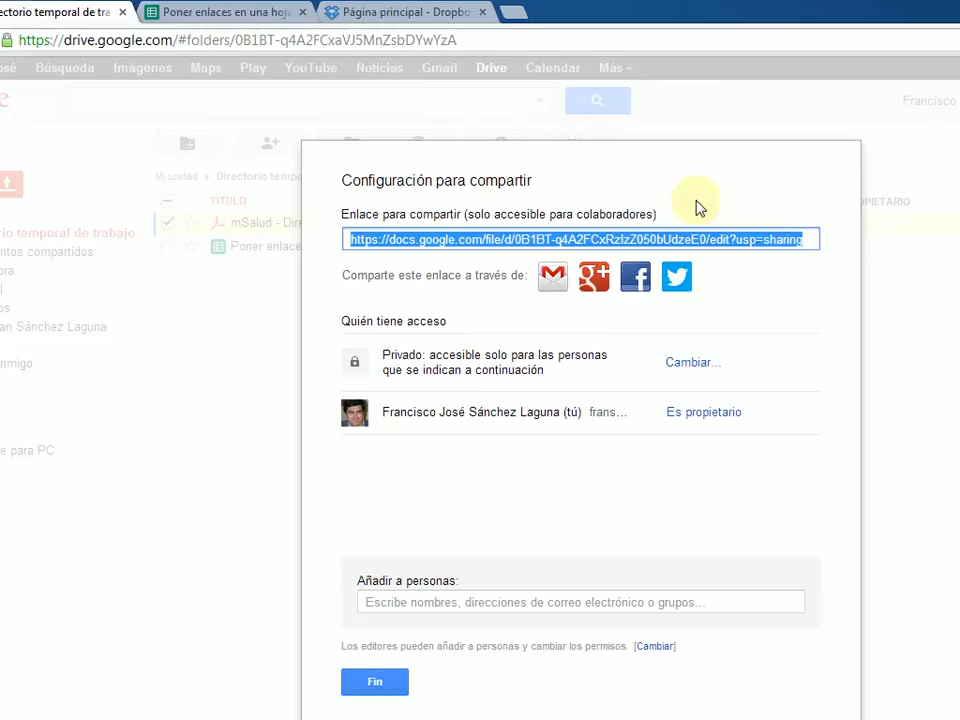 ectorio temporal de tra
Poner enlaces en una hoja
Página principal - Dropbo
https://drive.google.com/#folders/0B1BT-q4A2FCxaVJ5MnZsbDYwYzA
osé Búsqueda Imágenes Maps Play YouTube Noticias Gmail Drive Calendar Más
e
Francisco
Mi unidad Directorio tempo
TÍTULO
OPIETARIO
mSalud - Dire
Poner enlace
rio temporal de trabajo
ntos compartidos
ora
l
os
an Sánchez Laguna
nmigo
e para PC
Configuración para compartir
Enlace para compartir (solo accesible para colaboradores)
https://docs.google.com/file/d/0B1BT-q4A2FCxRzIzZ050bUdzeE0/edit?usp=sharing
Comparte este enlace a través de:
Quién tiene acceso
Privado: accesible solo para las personas
que se indican a continuación
Cambiar...
Francisco José Sánchez Laguna (tú) frans... Es propietario
Añadir a personas:
Escribe nombres, direcciones de correo electrónico o grupos...
Los editores pueden añadir a personas y cambiar los permisos. [Cambiar]
Fin